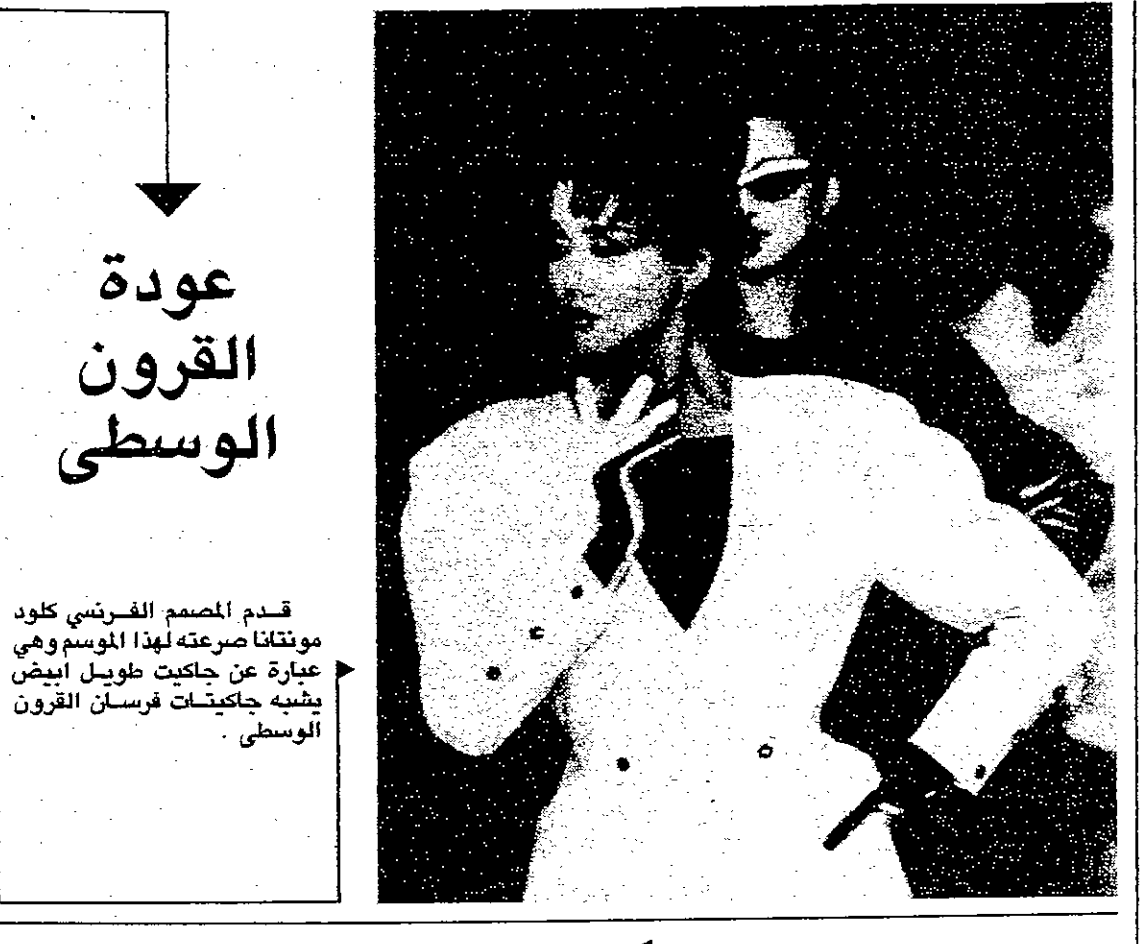 عودة
القرون
الوسطى
قدم المصمم الفرنسي كلود
مونتانا صرعته لهذا الموسم وهي
عبارة عن جاكيت طويل ابيض
يشبه جاكيتات فرسان القرون
الوسطى .